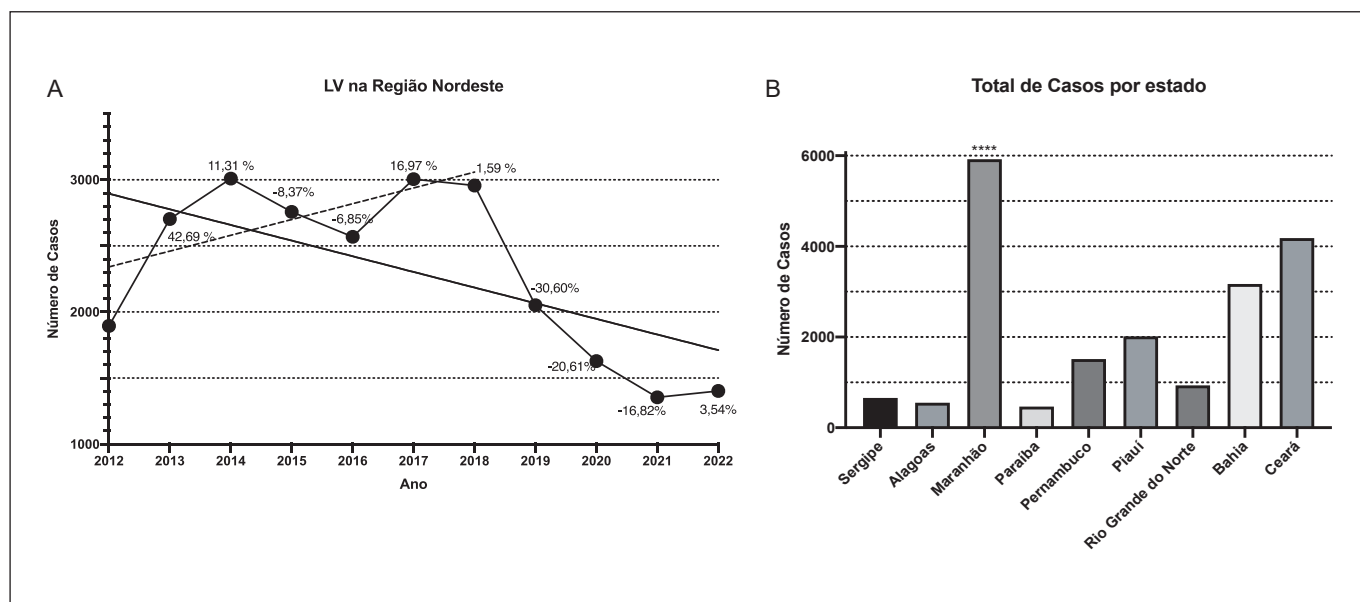 A
LV na Região Nordeste
Número de Casos
3000
2000
1000
42,69 %
11,31 %
-8,37%
-6,85%
16,97 %
1,59 %
-30,60%
-20,61%
-16,82%
3,54%
2012 2013 2014 2015 2016 2017 2018 2019 2020 2021 2022
Ano
B
Total de Casos por estado
Número de Casos
6000
4000
2000
0
****
Sergipe
Alagoas
Maranhão
Paraíba
Pernambuco
Piauí
Rio Grande do Norte
Bahia
Ceará